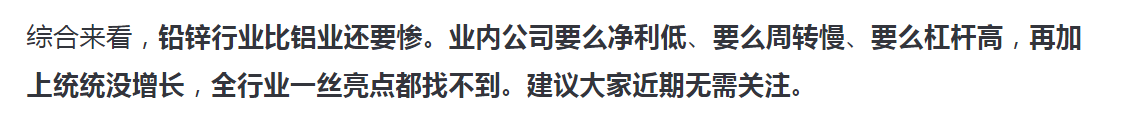 综合来看，铅锌行业比铝业还要惨。业内公司要么净利低、要么周转慢、要么杠杆高，再加
上统统没增长，全行业一丝亮点都找不到。建议大家近期无需关注。